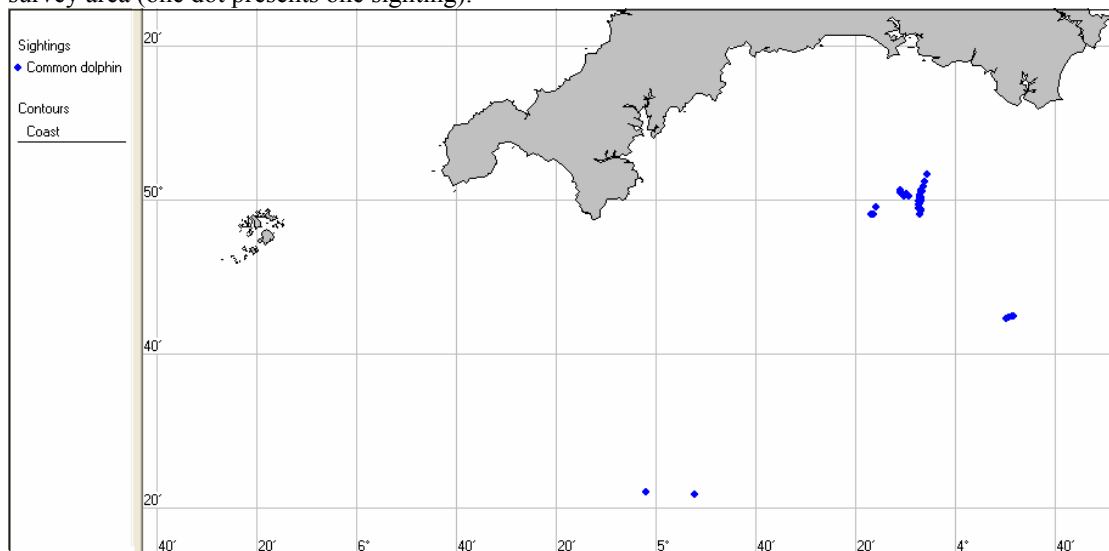 survey area (one dot presents one sighting):
Sightings
Common dolphin
Contours
Coast
20′
50°
40′
20′
40′ 20′ 6° 40′ 20′ 5° 40′ 20′ 4° 40′